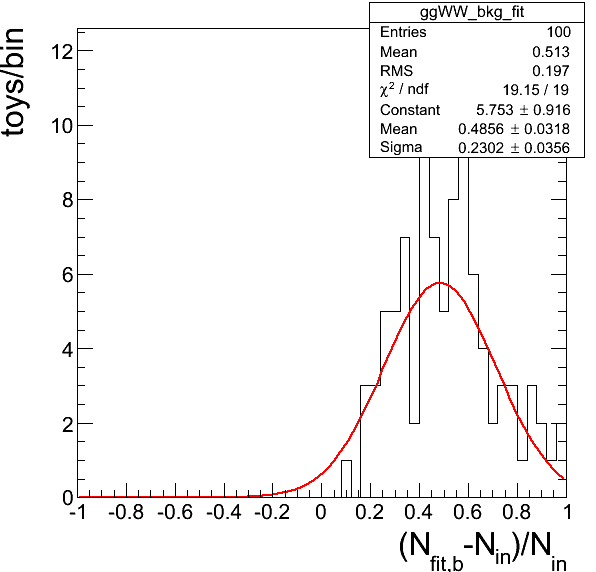 ggWW_bkg_fit
Entries 100
Mean 0.513
RMS 0.197
χ² / ndf 19.15 / 19
Constant 5.753 ± 0.916
Mean 0.4856 ± 0.0318
Sigma 0.2302 ± 0.0356
toys/bin
12
10
8
6
4
2
0
-1 -0.8 -0.6 -0.4 -0.2 0 0.2 0.4 0.6 0.8 1
(N_fit,b-N_in)/N_in